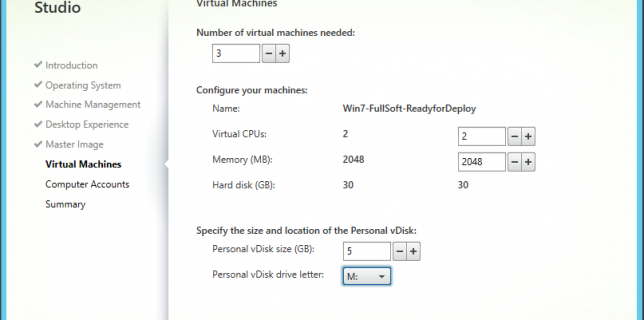 Studio
Introduction
Operating System
Machine Management
Desktop Experience
Master Image
Virtual Machines
Computer Accounts
Summary
Virtual Machines
Number of virtual machines needed:
3 − +
Configure your machines:
Name: Win7-FullSoft-ReadyforDeploy
Virtual CPUs: 2 2 − +
Memory (MB): 2048 2048 − +
Hard disk (GB): 30 30
Specify the size and location of the Personal vDisk:
Personal vDisk size (GB): 5 − +
Personal vDisk drive letter: M: